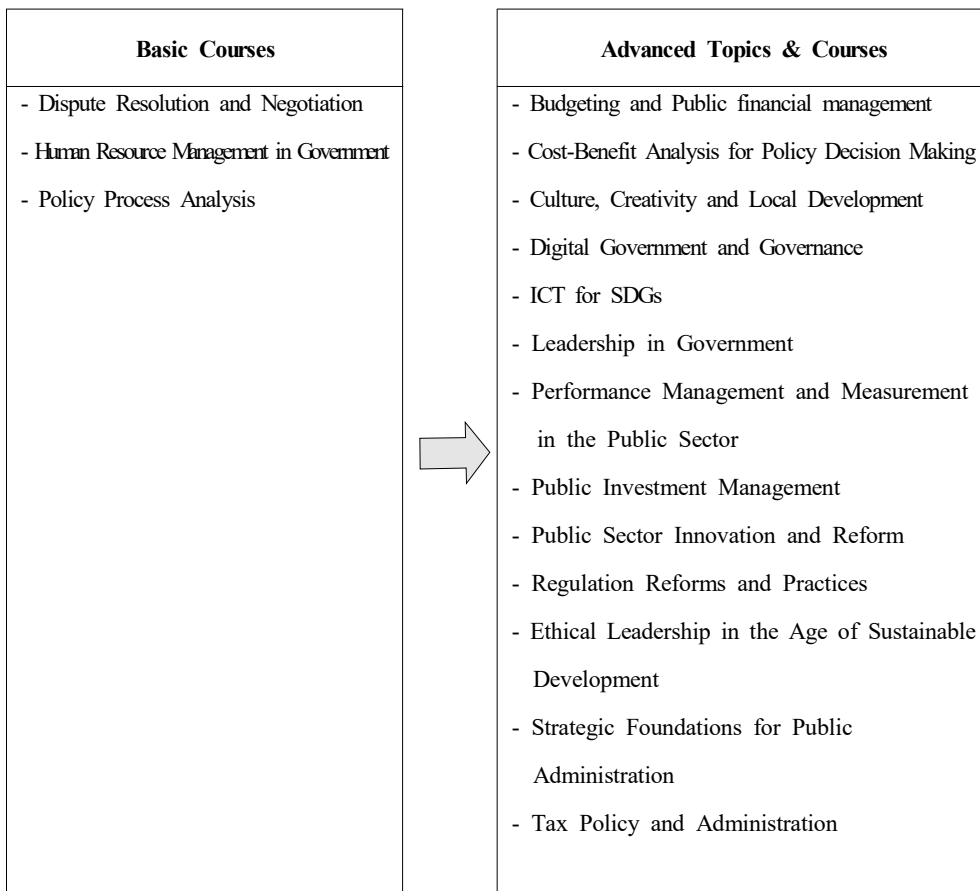 Basic Courses
- Dispute Resolution and Negotiation
- Human Resource Management in Government
- Policy Process Analysis
Advanced Topics & Courses
- Budgeting and Public financial management
- Cost-Benefit Analysis for Policy Decision Making
- Culture, Creativity and Local Development
- Digital Government and Governance
- ICT for SDGs
- Leadership in Government
- Performance Management and Measurement
in the Public Sector
- Public Investment Management
- Public Sector Innovation and Reform
- Regulation Reforms and Practices
- Ethical Leadership in the Age of Sustainable
Development
- Strategic Foundations for Public
Administration
- Tax Policy and Administration